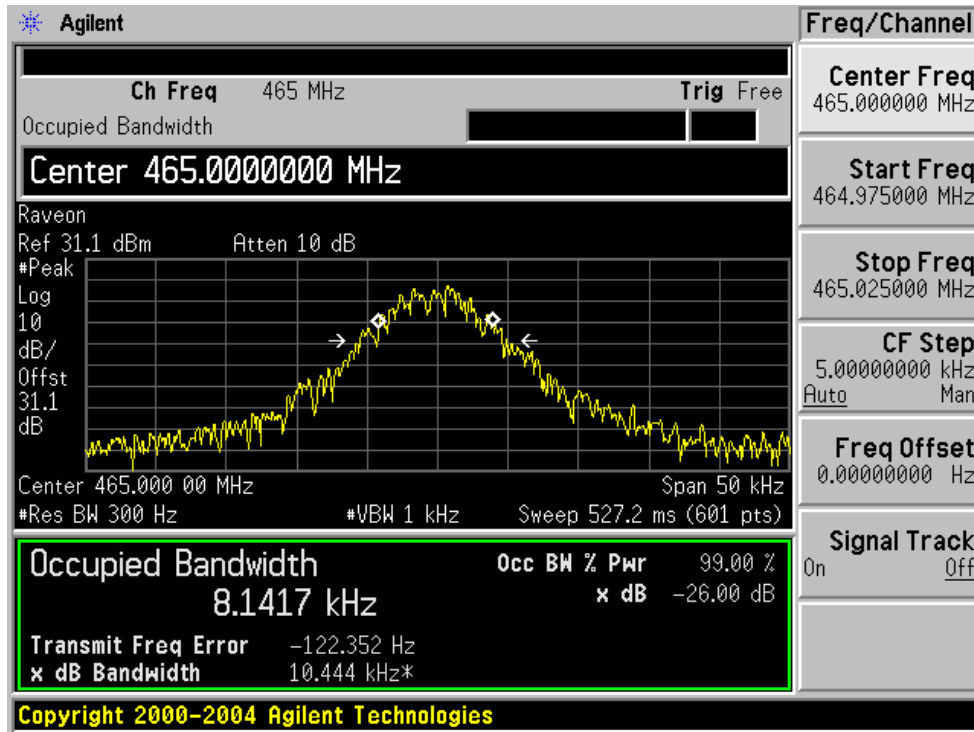 Agilent
Freq/Channel
Ch Freq 465 MHz Trig Free
Occupied Bandwidth
Center 465.0000000 MHz
Raveon
Ref 31.1 dBm Atten 10 dB
#Peak
Log
10
dB/
Offst
31.1
dB
Center 465.000 00 MHz Span 50 kHz
#Res BW 300 Hz #VBW 1 kHz Sweep 527.2 ms (601 pts)
Occupied Bandwidth
8.1417 kHz
Occ BW % Pwr 99.00 %
x dB -26.00 dB
Transmit Freq Error -122.352 Hz
x dB Bandwidth 10.444 kHz*
Copyright 2000-2004 Agilent Technologies
Center Freq
465.000000 MHz
Start Freq
464.975000 MHz
Stop Freq
465.025000 MHz
CF Step
5.00000000 kHz
Auto Man
Freq Offset
0.00000000 Hz
Signal Track
On Off